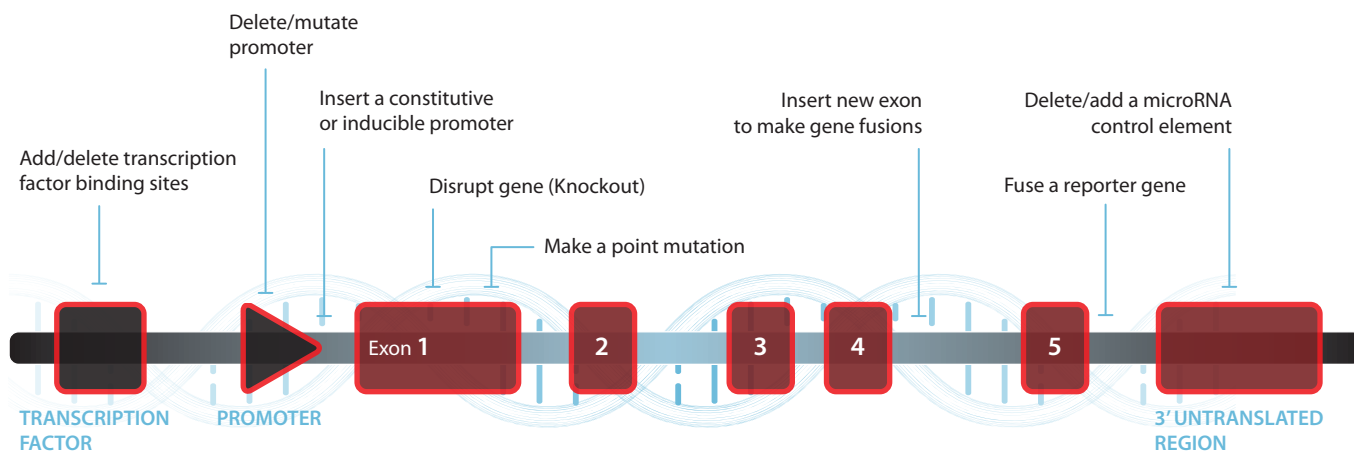 Delete/mutate
promoter
Insert a constitutive
or inducible promoter
Insert new exon
to make gene fusions
Delete/add a microRNA
control element
Add/delete transcription
factor binding sites
Disrupt gene (Knockout)
Fuse a reporter gene
Make a point mutation
Exon 1
2
3
4
5
TRANSCRIPTION
FACTOR
PROMOTER
3’ UNTRANSLATED
REGION